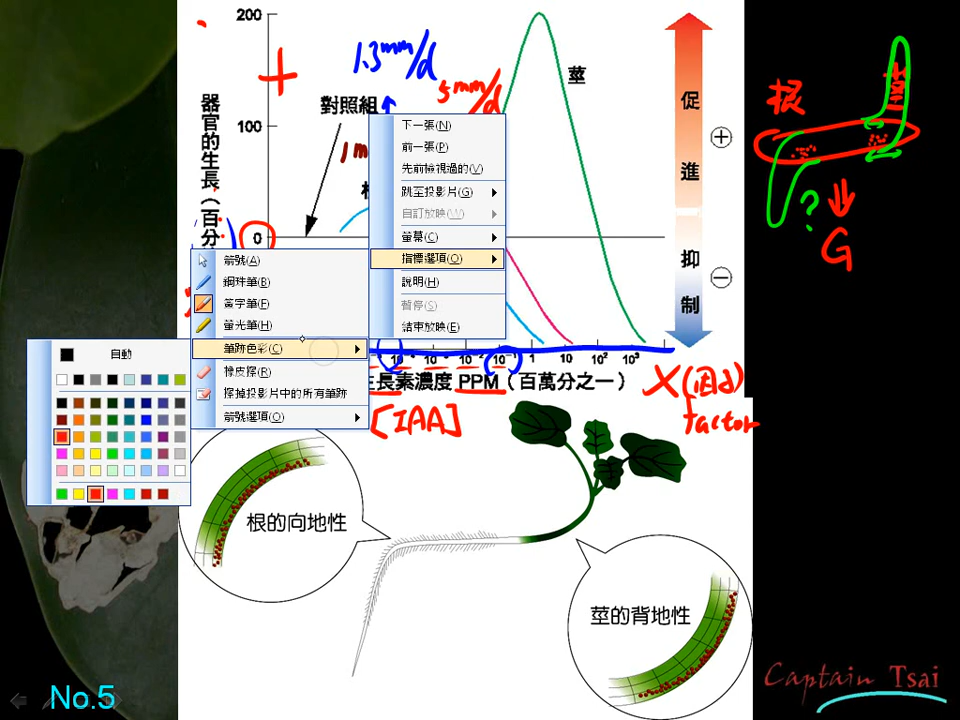 200
1.3 mm/d
莖
5 mm/d
器官的生長(百分
對照組
100
1 m
0
促進
抑制
根
莖
?
G
下一張(N)
前一張(P)
先前檢視過的(V)
跳至投影片(G)
自訂放映(W)
螢幕(C)
指標選項(O)
說明(H)
暫停(S)
結束放映(E)
箭號(A)
鋼珠筆(B)
簽字筆(F)
螢光筆(H)
筆跡色彩(C)
橡皮擦(R)
擦掉投影片中的所有筆跡
箭號選項(O)
自動
10⁻¹ 1 10 10² 10³
生長素濃度 PPM(百萬分之一)
[IAA]
factor
根的向地性
莖的背地性
No.5
Captain Tsai